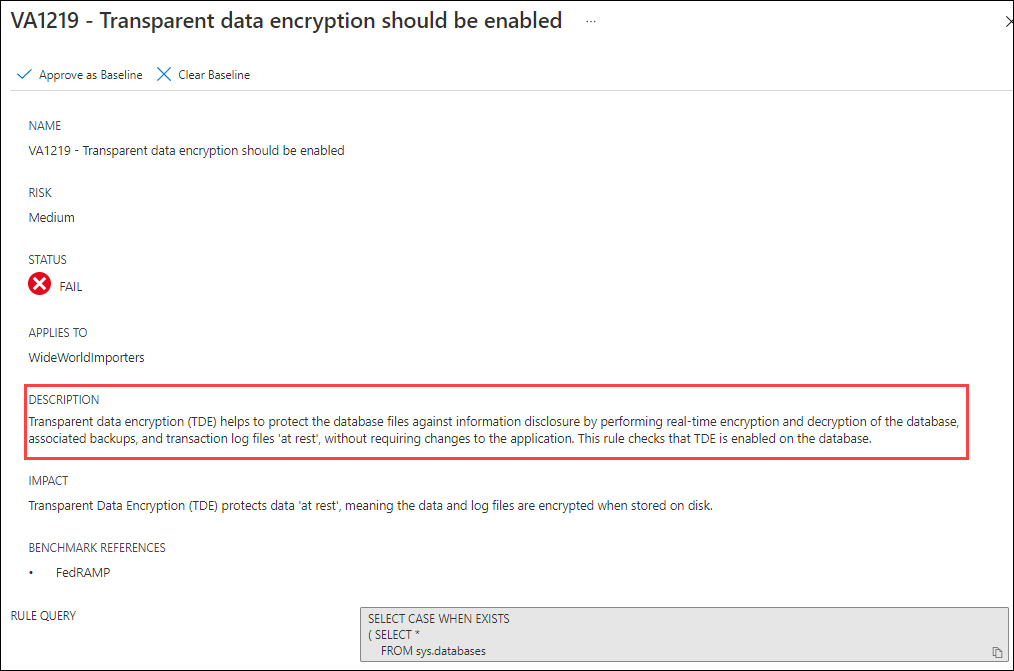 VA1219 - Transparent data encryption should be enabled ...
Approve as Baseline Clear Baseline
NAME
VA1219 - Transparent data encryption should be enabled
RISK
Medium
STATUS
FAIL
APPLIES TO
WideWorldImporters
DESCRIPTION
Transparent data encryption (TDE) helps to protect the database files against information disclosure by performing real-time encryption and decryption of the database,
associated backups, and transaction log files 'at rest', without requiring changes to the application. This rule checks that TDE is enabled on the database.
IMPACT
Transparent Data Encryption (TDE) protects data 'at rest', meaning the data and log files are encrypted when stored on disk.
BENCHMARK REFERENCES
• FedRAMP
RULE QUERY
SELECT CASE WHEN EXISTS
( SELECT *
FROM sys.databases